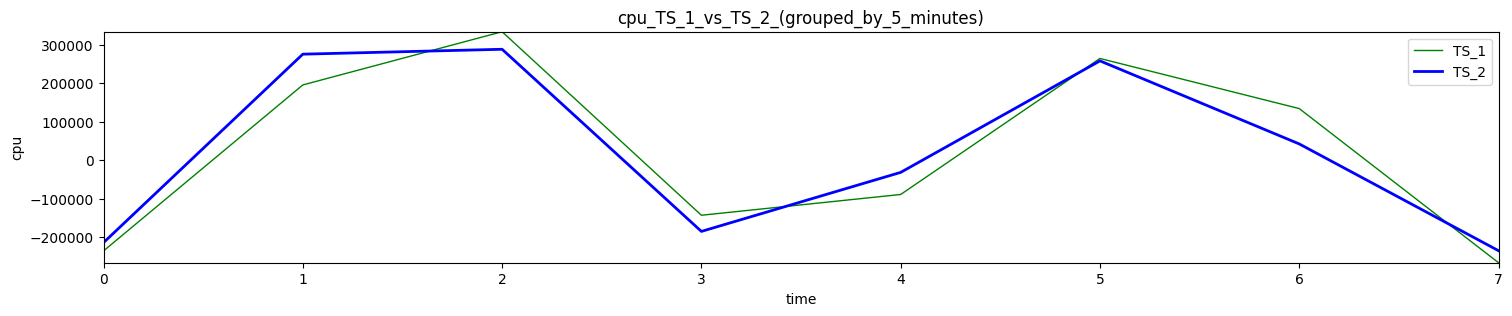 cpu_TS_1_vs_TS_2_(grouped_by_5_minutes)
300000
200000
100000
0
−100000
−200000
cpu
TS_1
TS_2
0 1 2 3 4 5 6 7
time